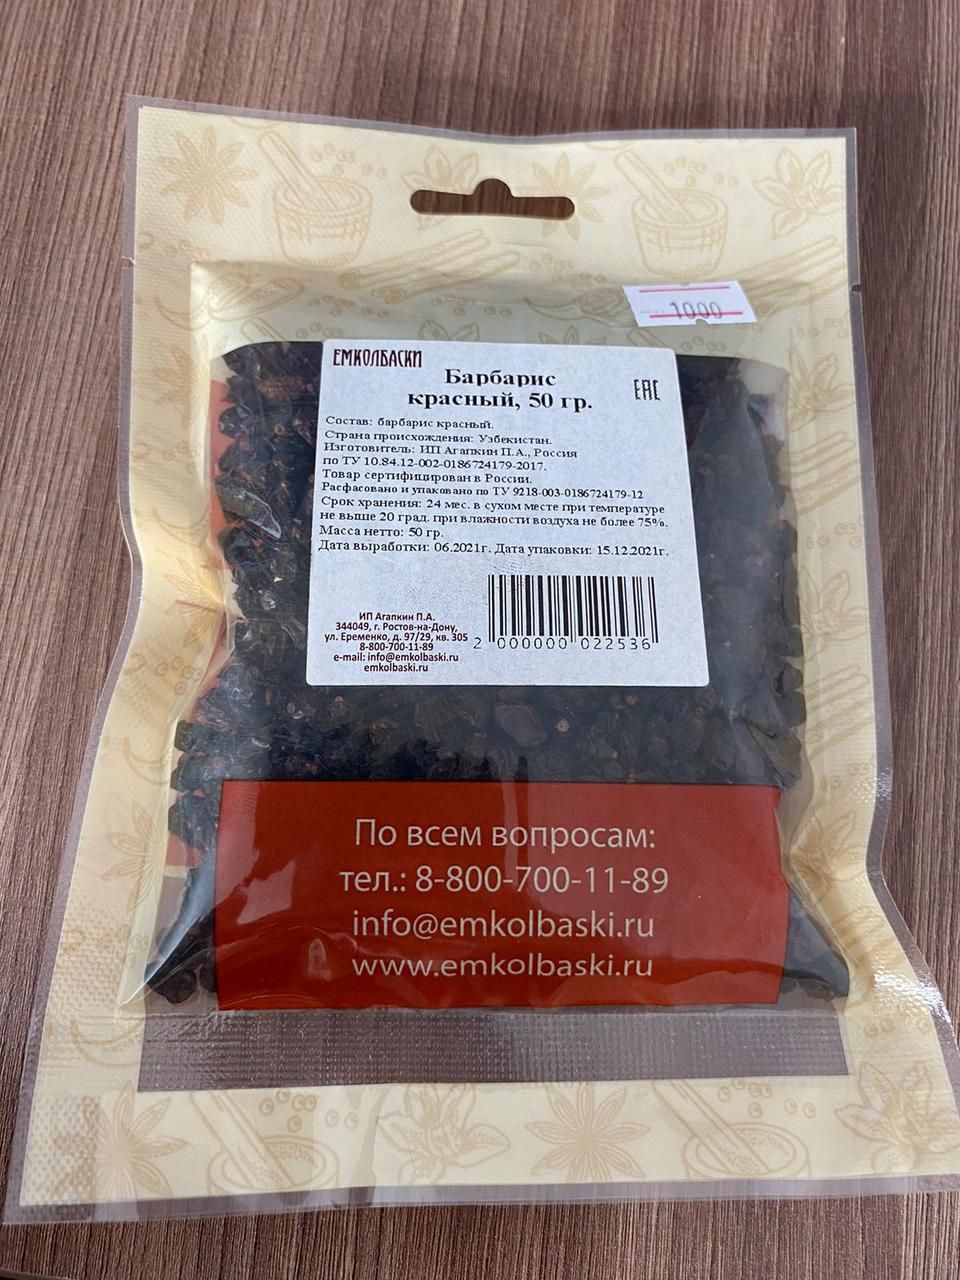 1000
ЕМКОЛБАСКИ
Барбарис
красный, 50 гр.
EAC
Состав: барбарис красный.
Страна происхождения: Узбекистан.
Изготовитель: ИП Агапкин П.А., Россия
по ТУ 10.84.12-002-0186724179-2017.
Товар сертифицирован в России.
Расфасовано и упаковано по ТУ 9218-003-0186724179-12
Срок хранения: 24 мес. в сухом месте при температуре
не выше 20 град. при влажности воздуха не более 75%.
Масса нетто: 50 гр.
Дата выработки: 06.2021г. Дата упаковки: 15.12.2021г.
ИП Агапкин П.А.
344049, г. Ростов-на-Дону,
ул. Еременко, д. 97/29, кв. 305
8-800-700-11-89
e-mail: info@emkolbaski.ru
emkolbaski.ru
2 000000 022536
По всем вопросам:
тел.: 8-800-700-11-89
info@emkolbaski.ru
www.emkolbaski.ru